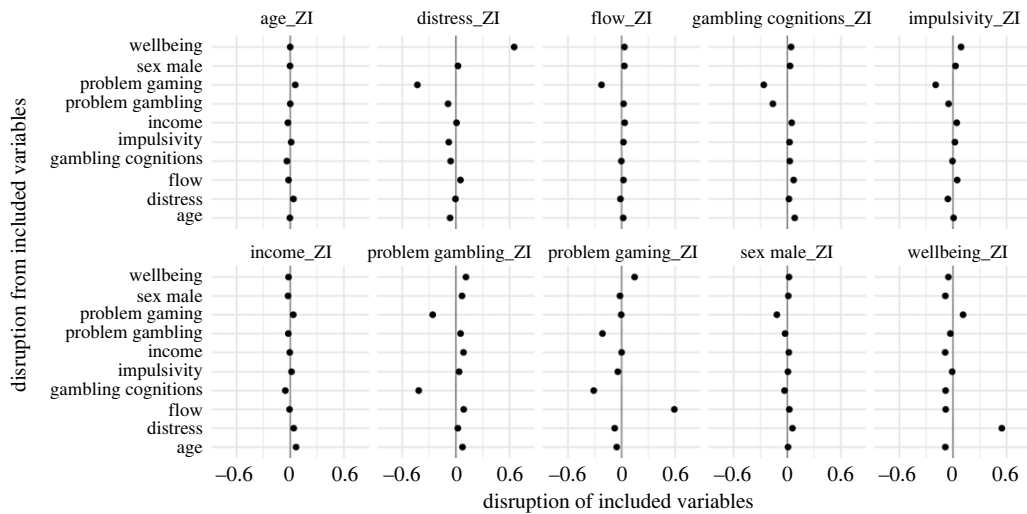 age_ZI distress_ZI flow_ZI gambling cognitions_ZI impulsivity_ZI
wellbeing
sex male
problem gaming
problem gambling
income
impulsivity
gambling cognitions
flow
distress
age
disruption from included variables
income_ZI problem gambling_ZI problem gaming_ZI sex male_ZI wellbeing_ZI
wellbeing
sex male
problem gaming
problem gambling
income
impulsivity
gambling cognitions
flow
distress
age
−0.6 0 0.6 −0.6 0 0.6 −0.6 0 0.6 −0.6 0 0.6 −0.6 0 0.6
disruption of included variables